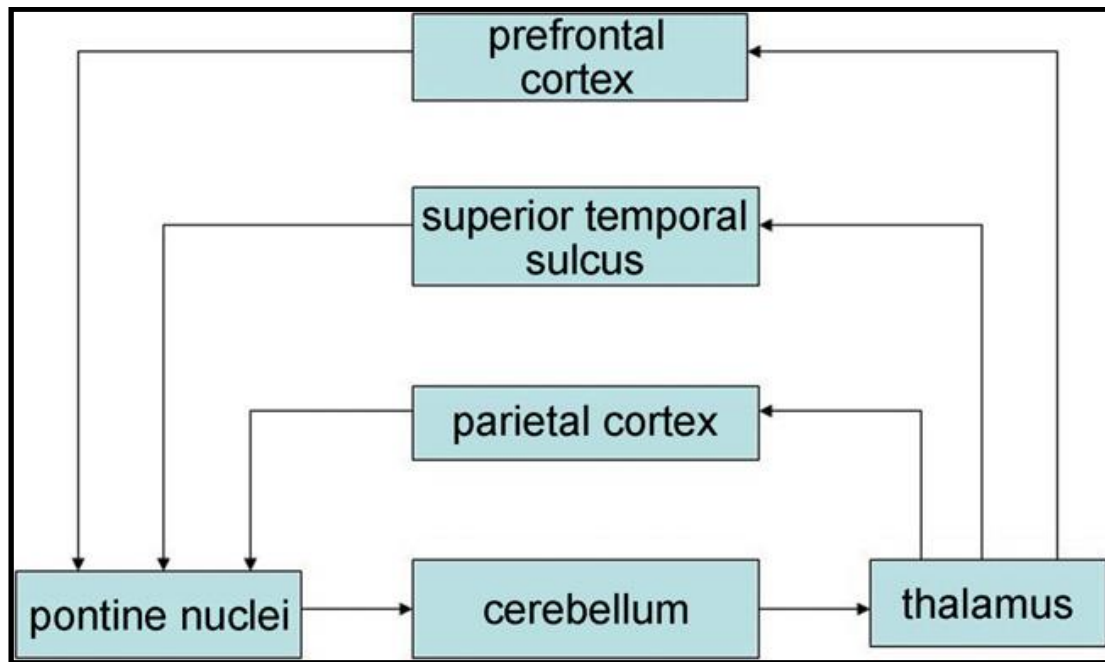 prefrontal
cortex
superior temporal
sulcus
parietal cortex
pontine nuclei
cerebellum
thalamus